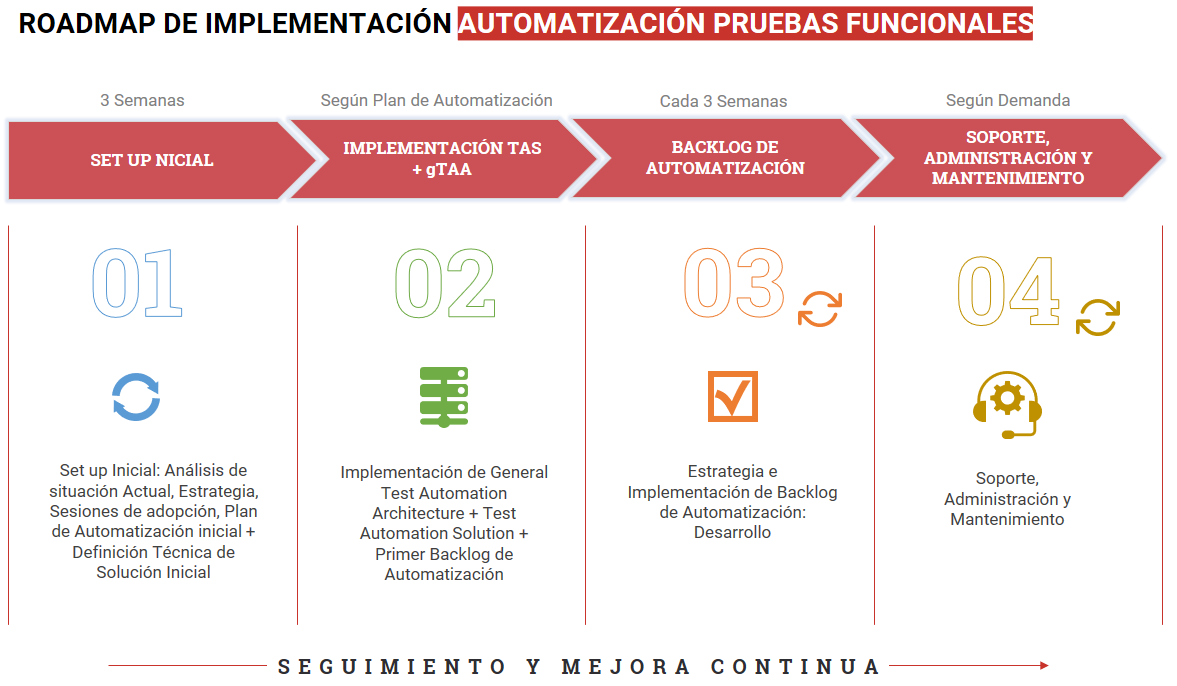 ROADMAP DE IMPLEMENTACIÓN AUTOMATIZACIÓN PRUEBAS FUNCIONALES
3 Semanas
Según Plan de Automatización
Cada 3 Semanas
Según Demanda
SET UP NICIAL
IMPLEMENTACIÓN TAS
+ gTAA
BACKLOG DE
AUTOMATIZACIÓN
SOPORTE,
ADMINISTRACIÓN Y
MANTENIMIENTO
01
02
03
04
Set up Inicial: Análisis de
situación Actual, Estrategia,
Sesiones de adopción, Plan
de Automatización inicial +
Definición Técnica de
Solución Inicial
Implementación de General
Test Automation
Architecture + Test
Automation Solution +
Primer Backlog de
Automatización
Estrategia e
Implementación de Backlog
de Automatización:
Desarrollo
Soporte,
Administración y
Mantenimiento
SEGUIMIENTO Y MEJORA CONTINUA